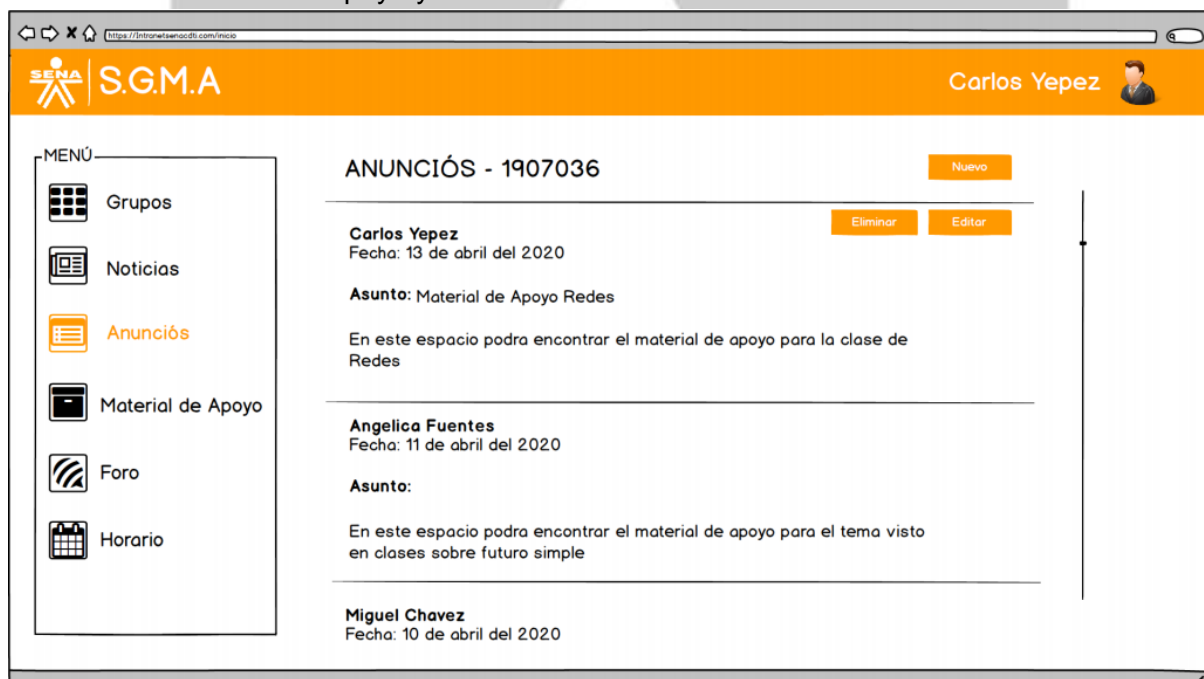 https://Intranetsenacdti.com/inicio
SENA
S.G.M.A
Carlos Yepez
MENÚ
Grupos
Noticias
Anunciós
Material de Apoyo
Foro
Horario
ANUNCIÓS - 1907036
Nuevo
Eliminar
Editar
Carlos Yepez
Fecha: 13 de abril del 2020
Asunto: Material de Apoyo Redes
En este espacio podra encontrar el material de apoyo para la clase de
Redes
Angelica Fuentes
Fecha: 11 de abril del 2020
Asunto:
En este espacio podra encontrar el material de apoyo para el tema visto
en clases sobre futuro simple
Miguel Chavez
Fecha: 10 de abril del 2020